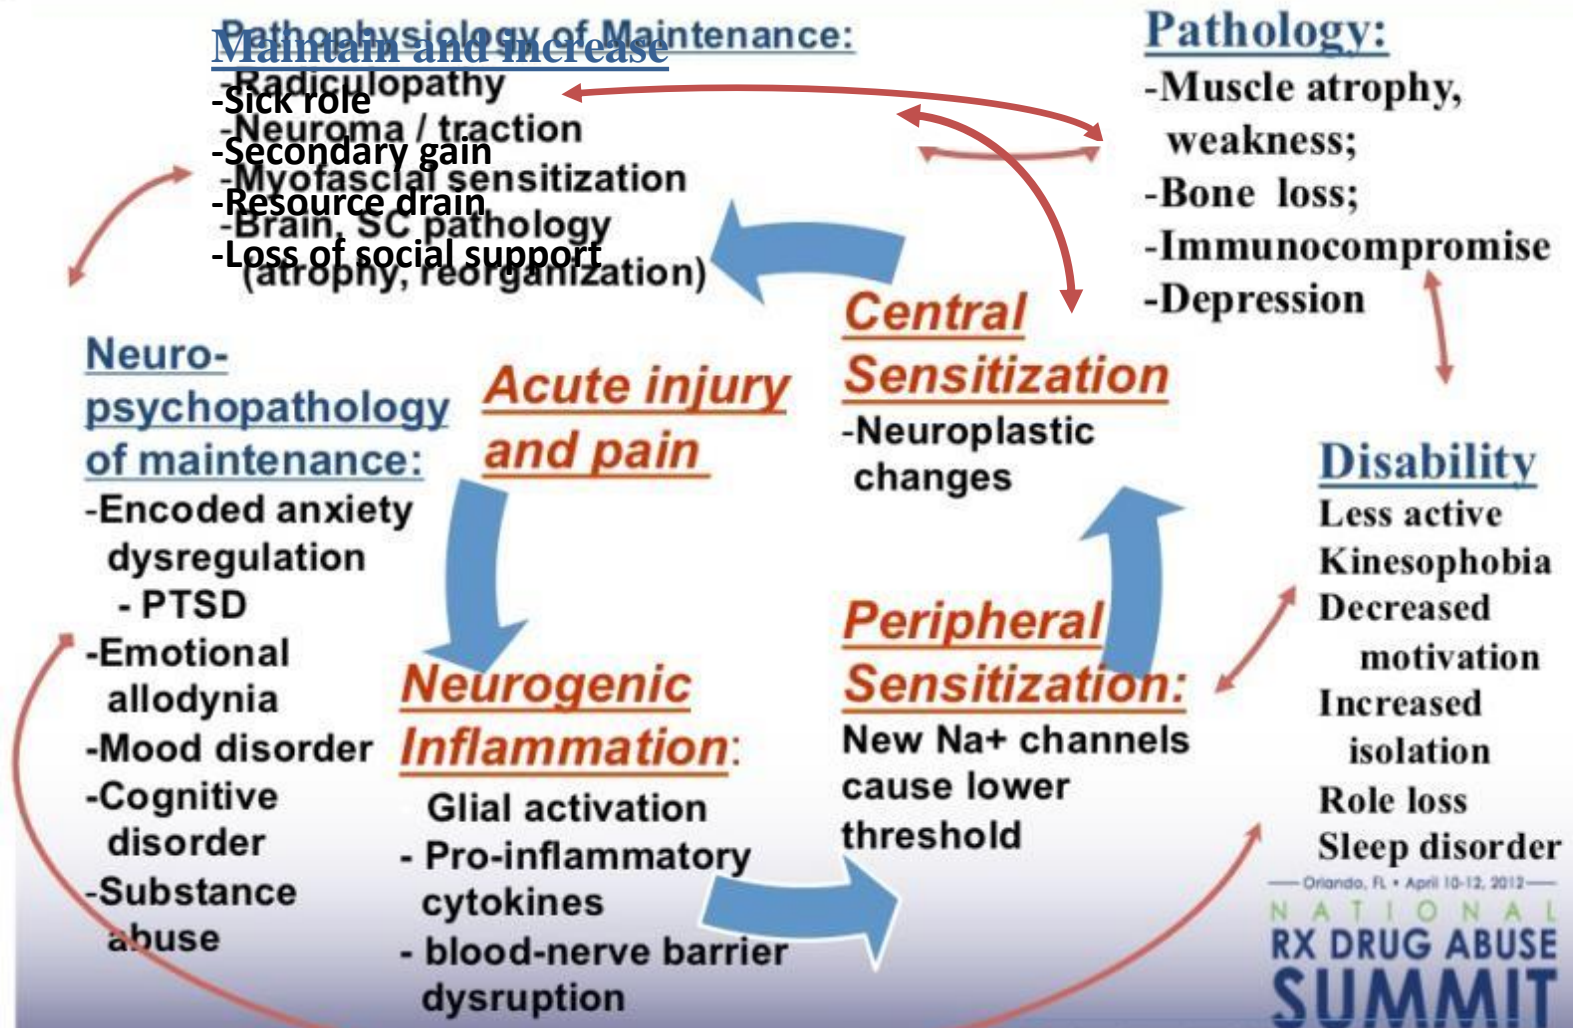 Pathophysiology of Maintenance:
-Radiculopathy
-Neuroma / traction
-Myofascial sensitization
-Brain, SC pathology
(atrophy, reorganization)
Maintain and increase
-Sick role
-Secondary gain
-Resource drain
-Loss of social support
Pathology:
-Muscle atrophy,
weakness;
-Bone loss;
-Immunocompromise
-Depression
Neuro-
psychopathology
of maintenance:
-Encoded anxiety
dysregulation
- PTSD
-Emotional
allodynia
-Mood disorder
-Cognitive
disorder
-Substance
abuse
Acute injury
and pain
Central
Sensitization
-Neuroplastic
changes
Neurogenic
Inflammation:
Glial activation
- Pro-inflammatory
cytokines
- blood-nerve barrier
dysruption
Peripheral
Sensitization:
New Na+ channels
cause lower
threshold
Disability
Less active
Kinesophobia
Decreased
motivation
Increased
isolation
Role loss
Sleep disorder
Orlando, FL • April 10-12, 2012
NATIONAL
RX DRUG ABUSE
SUMMIT